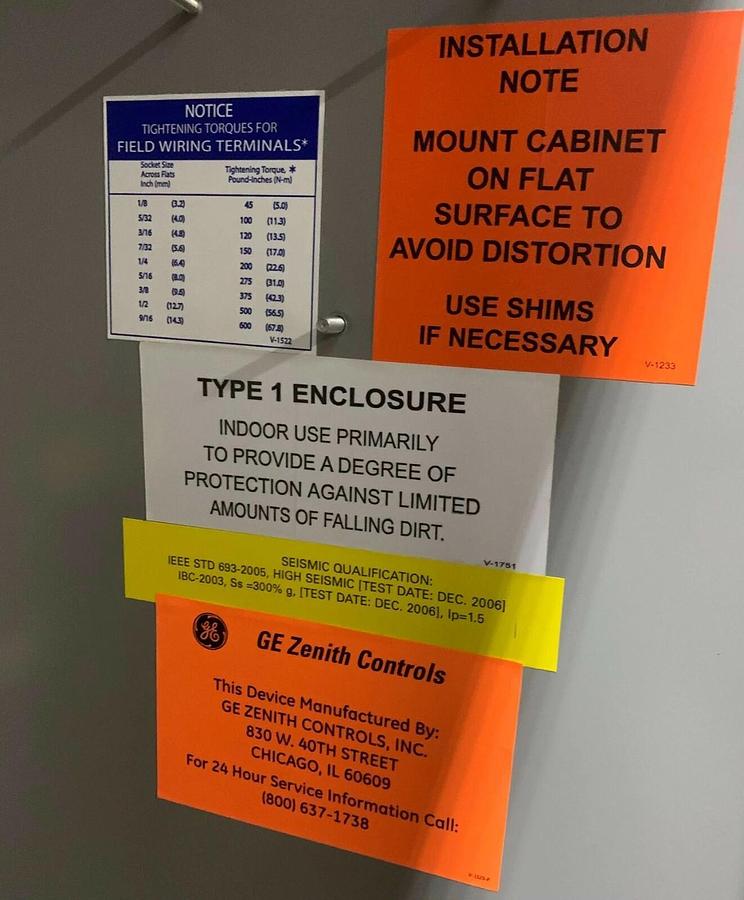 NOTICE
TIGHTENING TORQUES FOR
FIELD WIRING TERMINALS*
Socket Size
Across Flats
Inch (mm)
Tightening Torque, *
Pound-Inches (N-m)
1/8 (3.2) 45 (5.0)
5/32 (4.0) 100 (11.3)
3/16 (4.8) 120 (13.5)
7/32 (5.6) 150 (17.0)
1/4 (6.4) 200 (22.6)
5/16 (8.0) 275 (31.0)
3/8 (9.6) 375 (42.3)
1/2 (12.7) 500 (56.5)
9/16 (14.3) 600 (67.8)
V-1522
INSTALLATION
NOTE
MOUNT CABINET
ON FLAT
SURFACE TO
AVOID DISTORTION
USE SHIMS
IF NECESSARY
V-1233
TYPE 1 ENCLOSURE
INDOOR USE PRIMARILY
TO PROVIDE A DEGREE OF
PROTECTION AGAINST LIMITED
AMOUNTS OF FALLING DIRT.
V-1751
SEISMIC QUALIFICATION:
IEEE STD 693-2005, HIGH SEISMIC [TEST DATE: DEC. 2006]
IBC-2003, Ss =300% g, [TEST DATE: DEC. 2006], Ip=1.5
GE
GE Zenith Controls
This Device Manufactured By:
GE ZENITH CONTROLS, INC.
830 W. 40TH STREET
CHICAGO, IL 60609
For 24 Hour Service Information Call:
(800) 637-1738